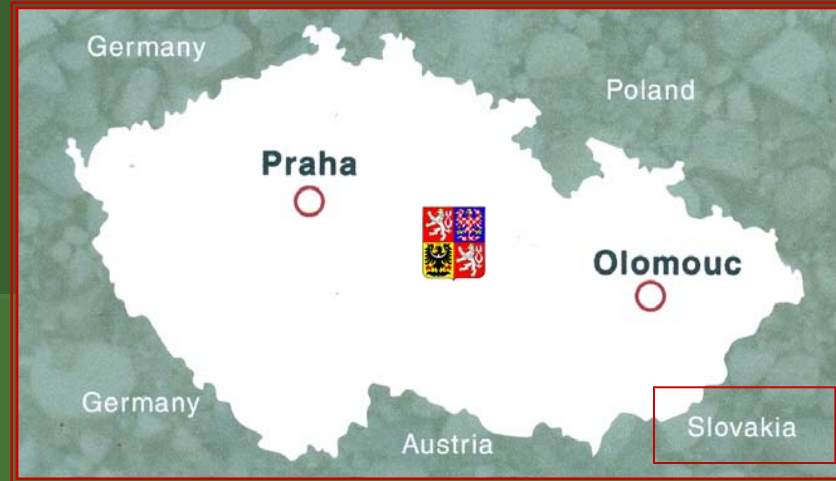 Germany
Poland
Praha
Olomouc
Germany
Slovakia
Austria